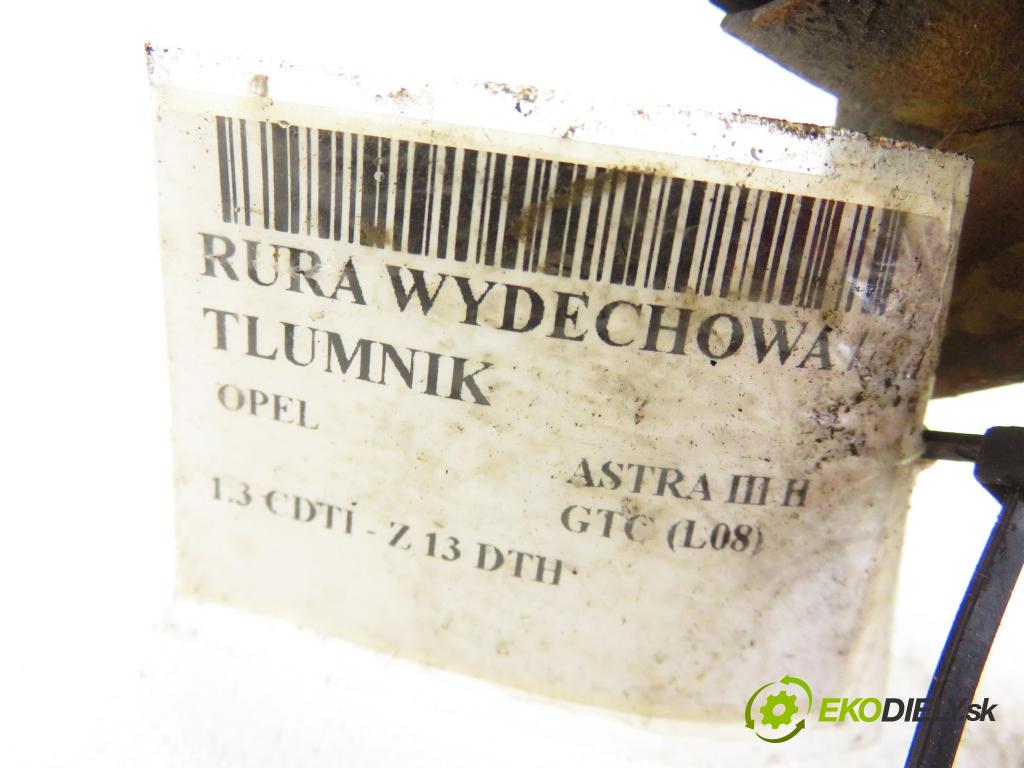 RURA WYDECHOWA /
TLUMNIK
OPEL
ASTRA III H
GTC (L08)
1.3 CDTI - Z 13 DTH
EKODIELY.sk